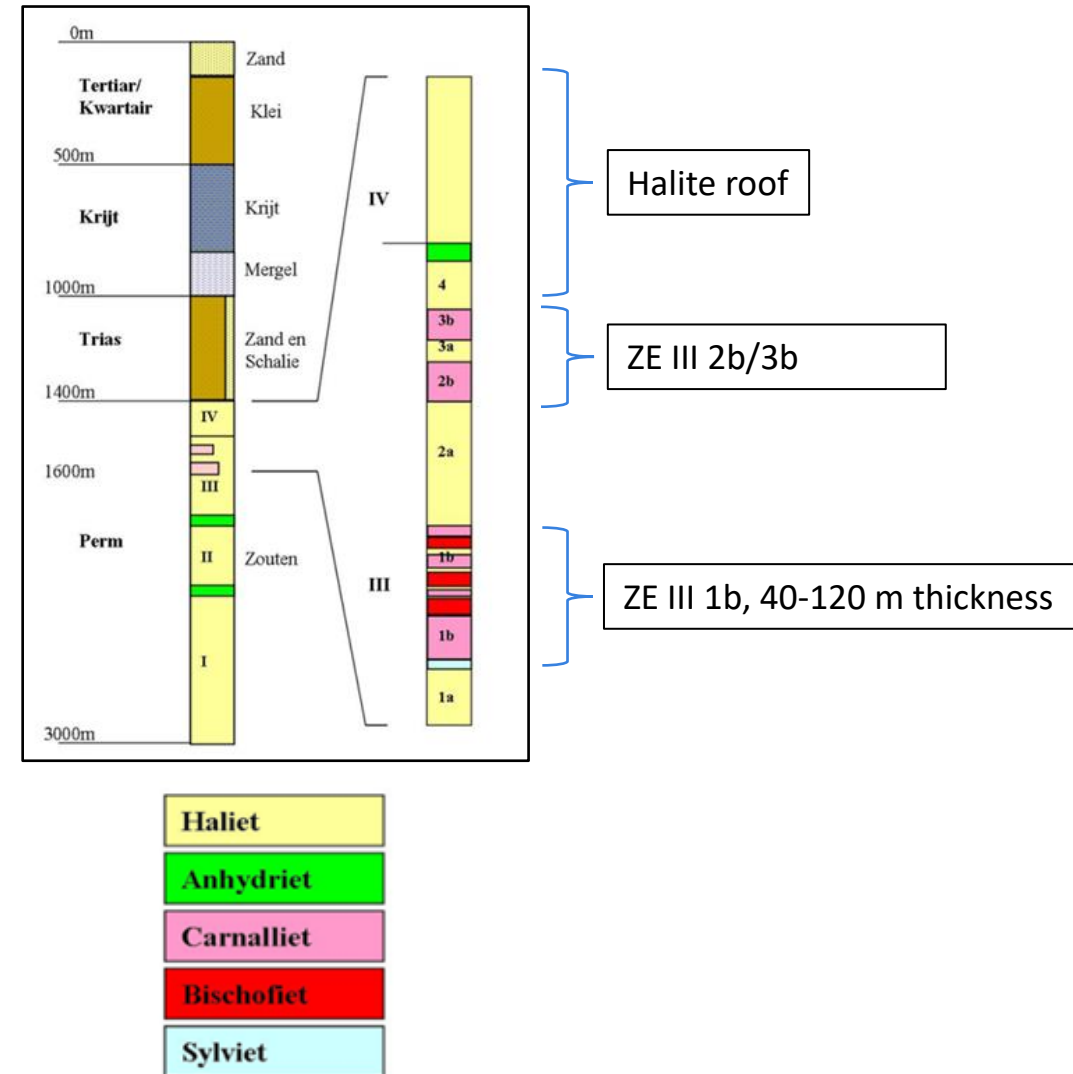 0m
Zand
Tertiar/
Kwartair
Klei
500m
Krijt
Krijt
Mergel
1000m
Trias
Zand en
Schalie
1400m
IV
1600m
III
Perm
II
Zouten
I
3000m
IV
4
3b
3a
2b
2a
1b
III
1b
1a
Halite roof
ZE III 2b/3b
ZE III 1b, 40-120 m thickness
Haliet
Anhydriet
Carnalliet
Bischofiet
Sylviet